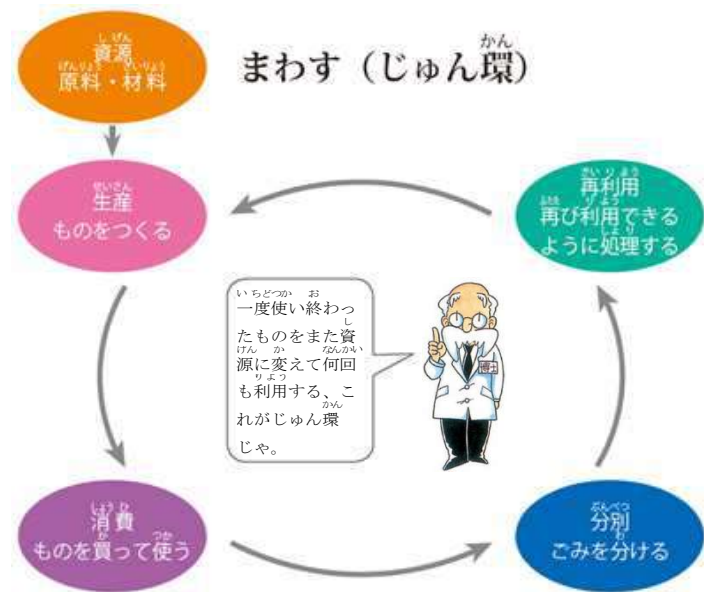 資源
原料・材料
まわす（じゅん環）
生産
ものをつくる
再利用
再び利用できる
ように処理する
一度使い終わっ
たものをまた資
源に変えて何回
も利用する、こ
れがじゅん環
じゃ。
博士
消費
ものを買って使う
分別
ごみを分ける